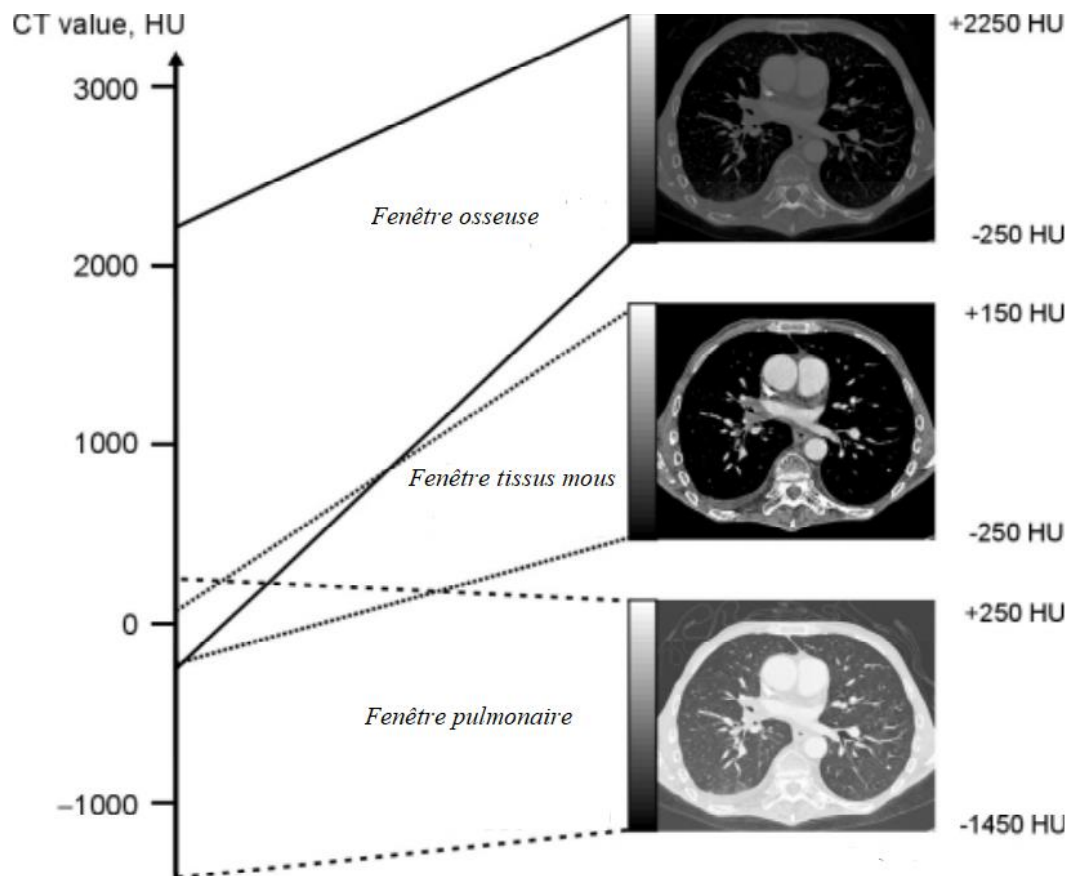 CT value, HU
3000
2000
1000
0
–1000
Fenêtre osseuse
Fenêtre tissus mous
Fenêtre pulmonaire
+2250 HU
-250 HU
+150 HU
-250 HU
+250 HU
-1450 HU